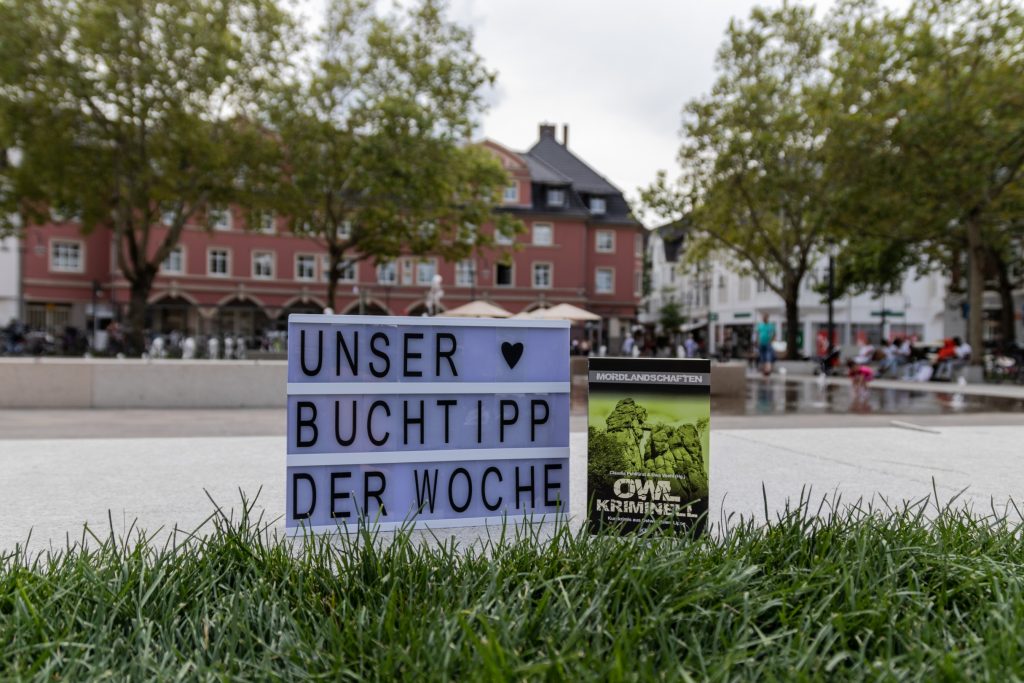 UNSER ♥
BUCHTIPP
DER WOCHE
MORDLANDSCHAFTEN
OWL
KRIMINELL